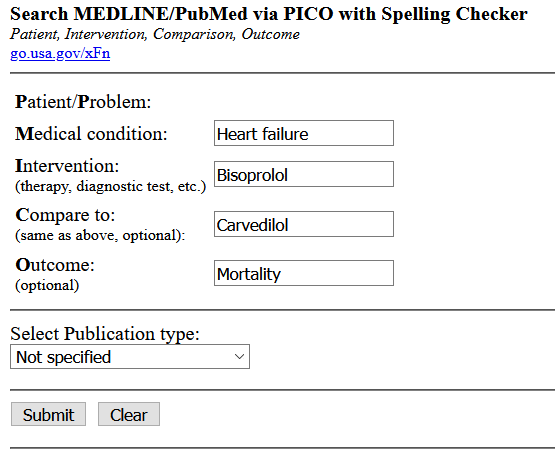 Search MEDLINE/PubMed via PICO with Spelling Checker
Patient, Intervention, Comparison, Outcome
go.usa.gov/xFn
Patient/Problem:
Medical condition: Heart failure
Intervention: Bisoprolol
(therapy, diagnostic test, etc.)
Compare to: Carvedilol
(same as above, optional):
Outcome: Mortality
(optional)
Select Publication type:
Not specified
Submit Clear